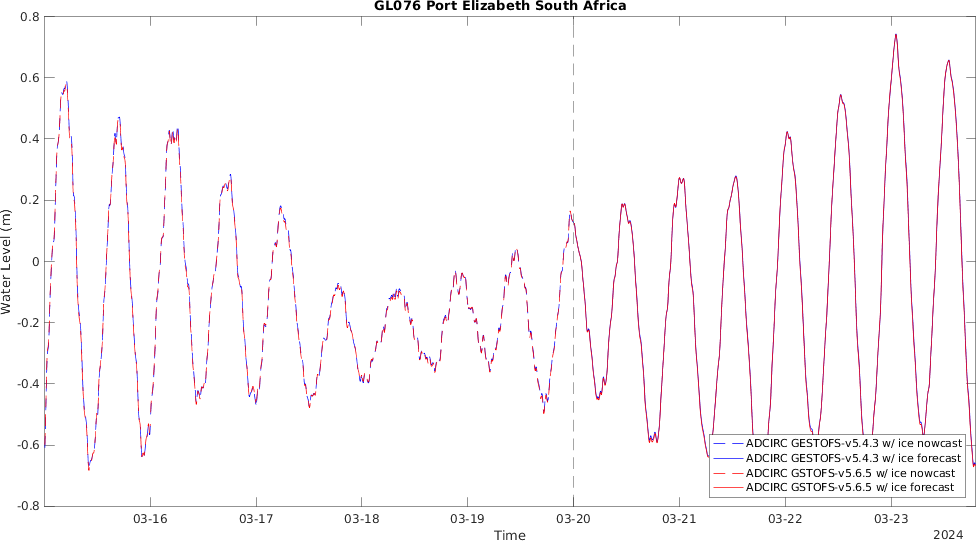 GL076 Port Elizabeth South Africa
0.8
0.6
0.4
0.2
0
-0.2
-0.4
-0.6
-0.8
Water Level (m)
03-16 03-17 03-18 03-19 03-20 03-21 03-22 03-23
Time
2024
ADCIRC GESTOFS-v5.4.3 w/ ice nowcast
ADCIRC GESTOFS-v5.4.3 w/ ice forecast
ADCIRC GSTOFS-v5.6.5 w/ ice nowcast
ADCIRC GSTOFS-v5.6.5 w/ ice forecast